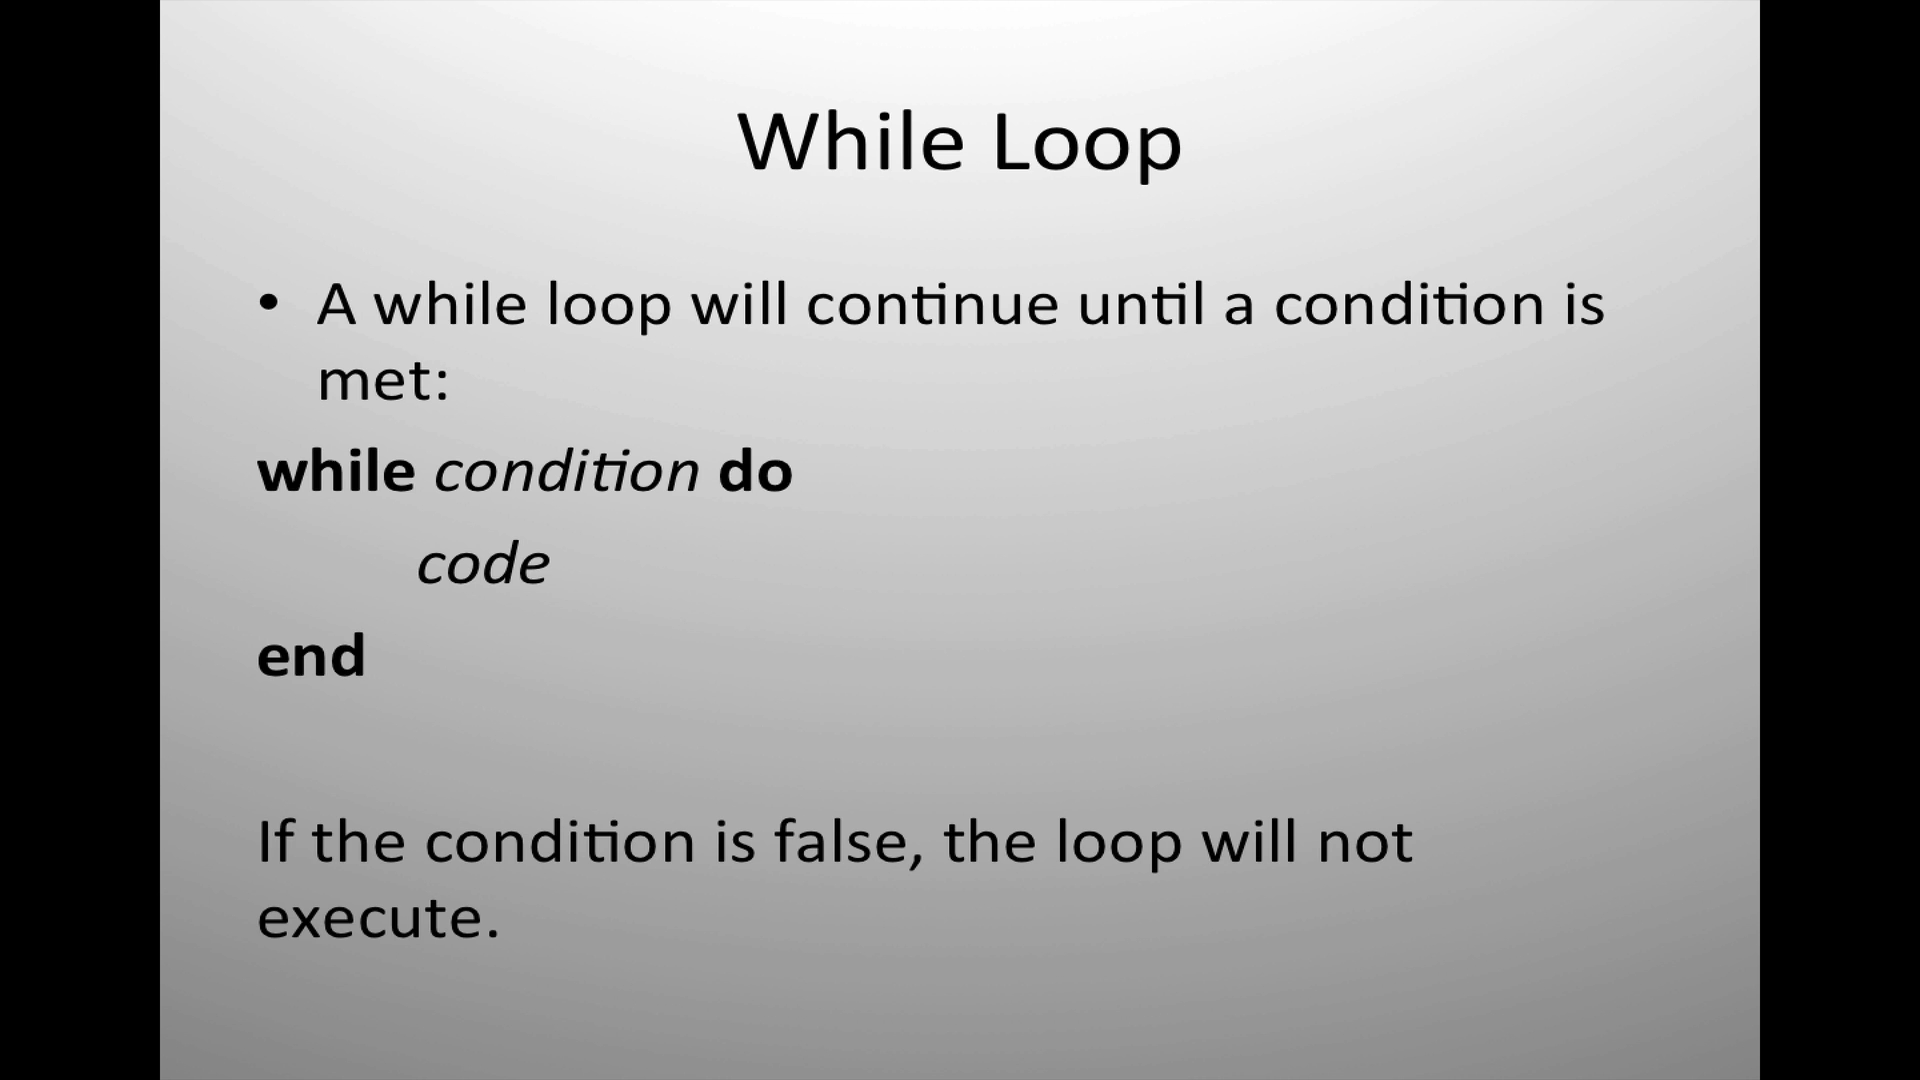 While Loop
• A while loop will continue until a condition is
met:
while condition do
code
end
If the condition is false, the loop will not
execute.